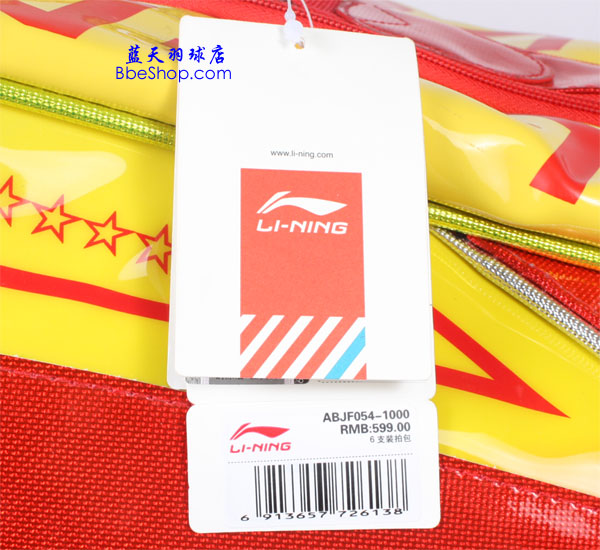 蓝天羽球店
BbeShop.com
www.li-ning.com
LI-NING
ABJF054-1000
RMB:599.00
6支装拍包
LI-NING
6 913657 726138